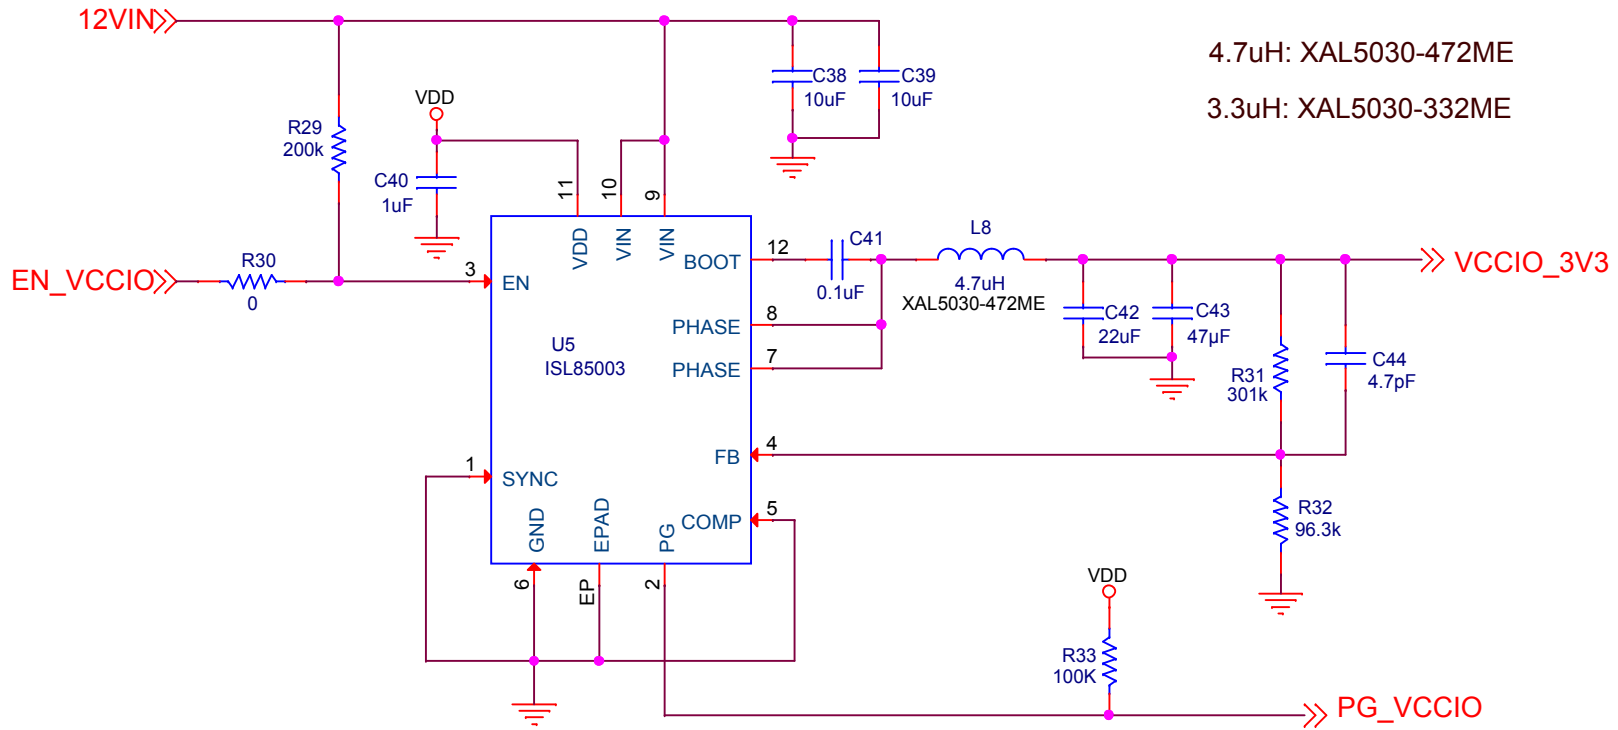 12VIN
4.7uH: XAL5030-472ME
3.3uH: XAL5030-332ME
C38
10uF
C39
10uF
VDD
R29
200k
C40
1uF
11
10
9
VDD
VIN
VIN
EN_VCCIO
R30
0
3
EN
BOOT
12
C41
0.1uF
L8
4.7uH
XAL5030-472ME
VCCIO_3V3
PHASE
8
PHASE
7
U5
ISL85003
C42
22uF
C43
47µF
R31
301k
C44
4.7pF
FB
4
1
SYNC
COMP
5
GND
EPAD
PG
6
EP
2
R32
96.3k
VDD
R33
100K
PG_VCCIO